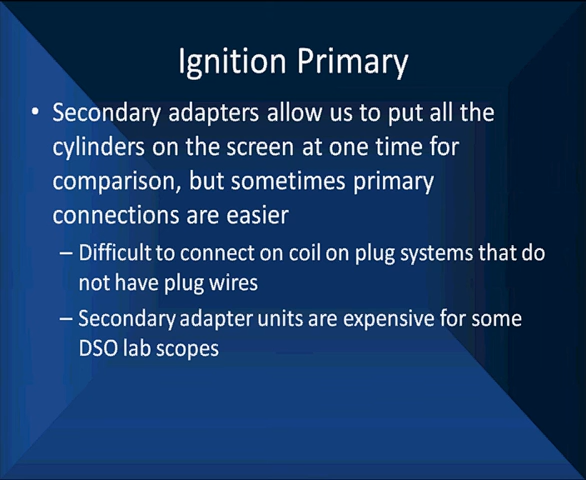 Ignition Primary
• Secondary adapters allow us to put all the
cylinders on the screen at one time for
comparison, but sometimes primary
connections are easier
– Difficult to connect on coil on plug systems that do
not have plug wires
– Secondary adapter units are expensive for some
DSO lab scopes